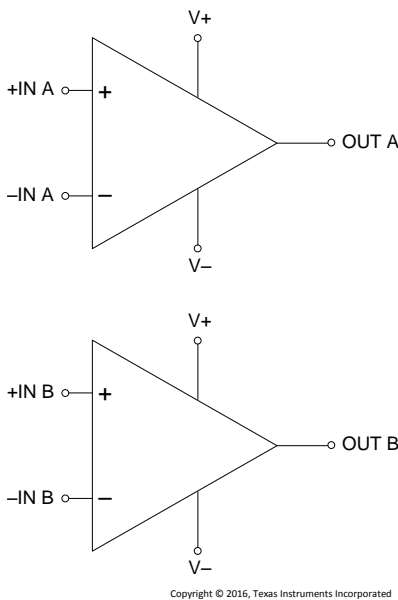 V+
+IN A
+
OUT A
–IN A
–
V–
V+
+IN B
+
OUT B
–IN B
–
V–
Copyright © 2016, Texas Instruments Incorporated